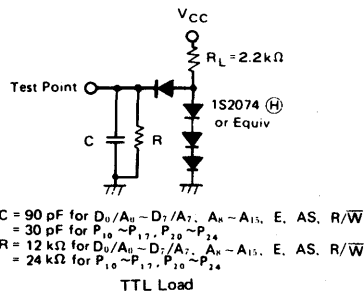 VCC
RL=2.2kΩ
Test Point
1S2074 Ⓗ
or Equiv
C
R
C = 90 pF for D0/A0 ~ D7/A7, A8 ~ A15, E, AS, R/W̅
= 30 pF for P10 ~P17, P20 ~P24
R = 12 kΩ for D0/A0 ~ D7/A7, A8 ~ A15, E, AS, R/W̅
= 24 kΩ for P10 ~P17, P20 ~P24
TTL Load